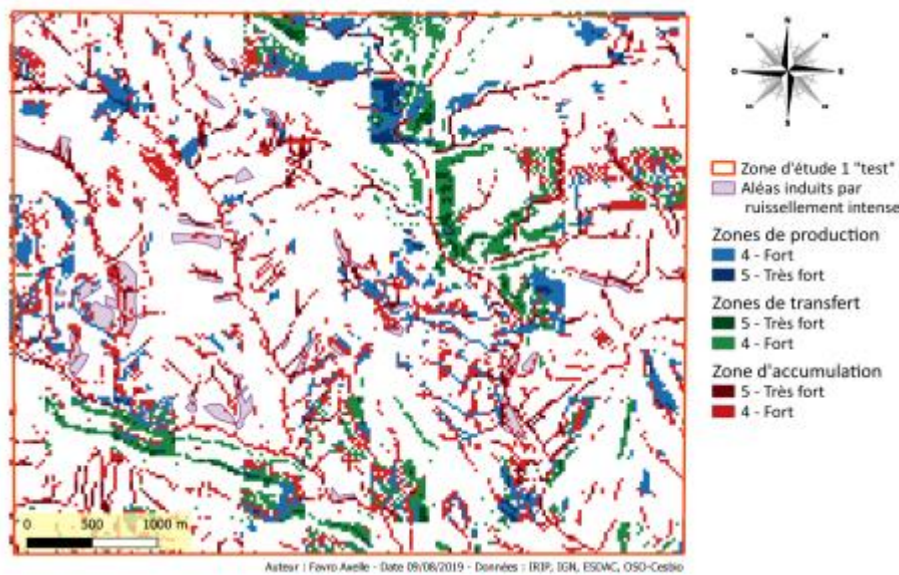 N
O
E
S
Zone d'étude 1 "test"
Aléas induits par
ruissellement intense
Zones de production
4 - Fort
5 - Très fort
Zones de transfert
5 - Très fort
4 - Fort
Zone d'accumulation
5 - Très fort
4 - Fort
0 500 1000 m
Auteur : Favro Axelle - Date 09/08/2019 - Données : IRIP, IGN, ESDAC, OSO-Cesbio